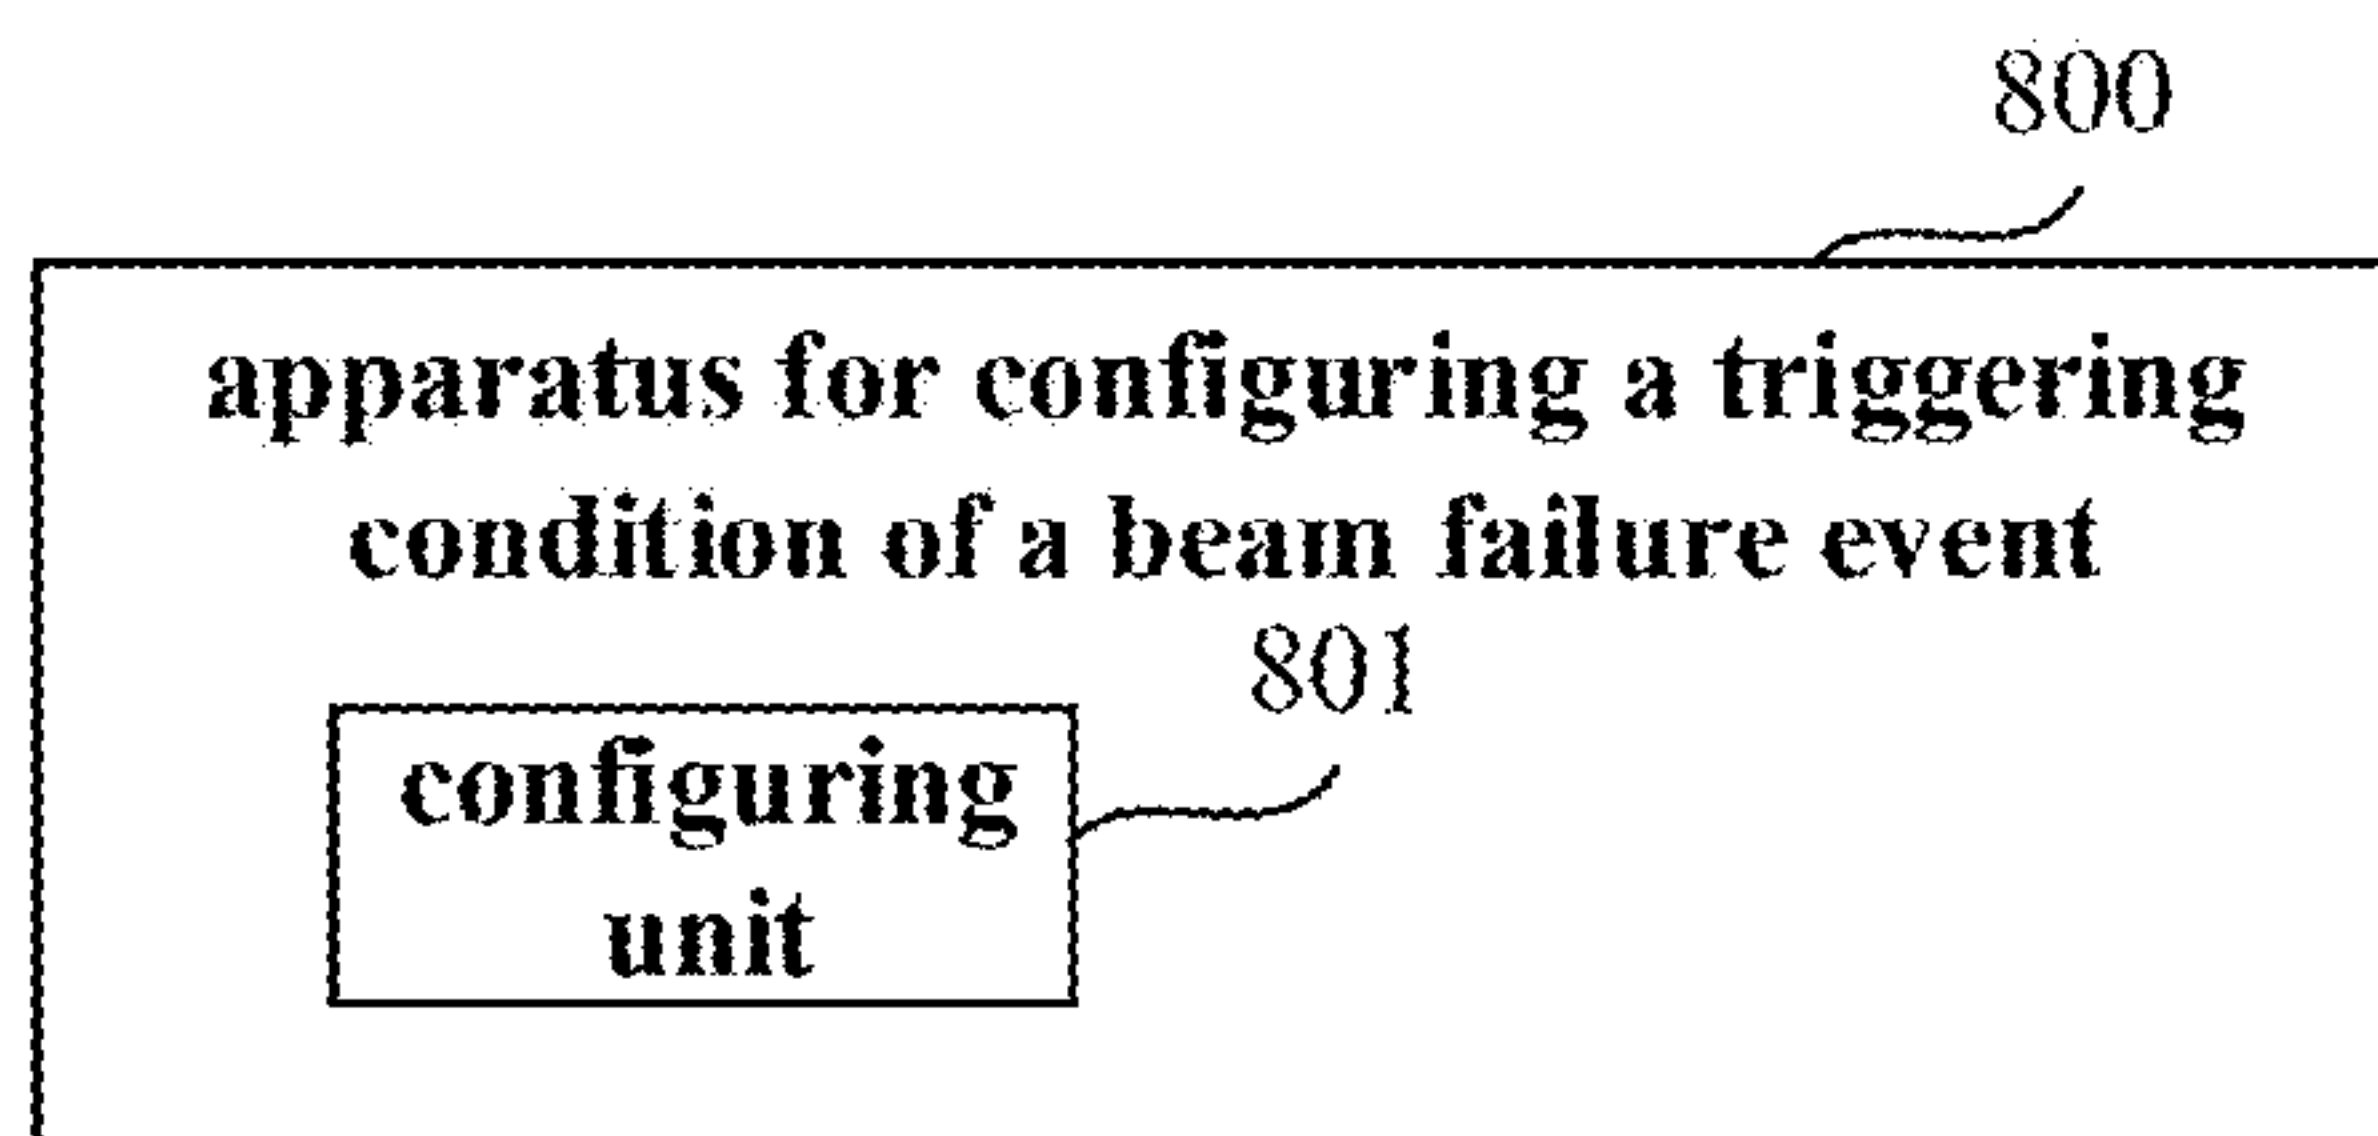 800
apparatus for configuring a triggering
condition of a beam failure event
801
configuring
unit